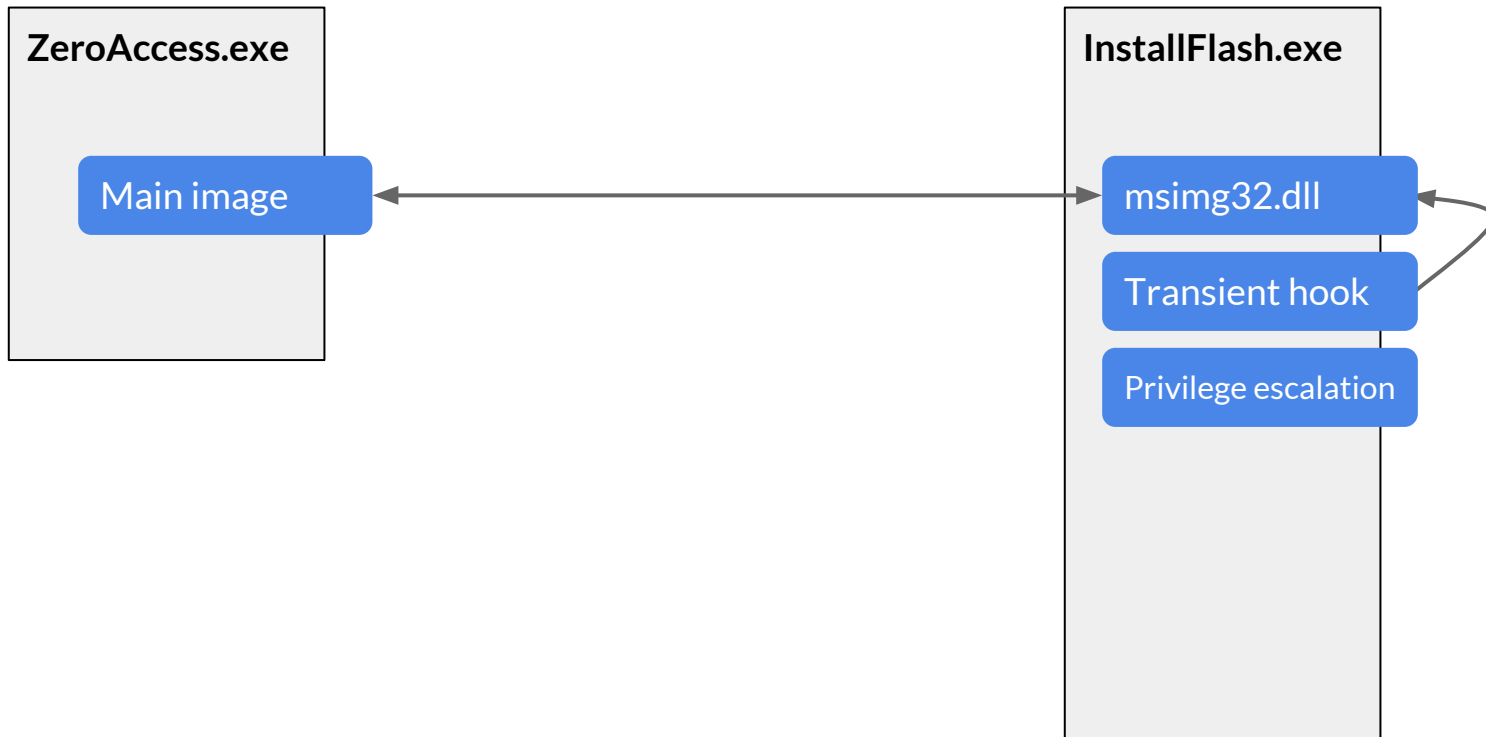 ZeroAccess.exe
Main image
InstallFlash.exe
msimg32.dll
Transient hook
Privilege escalation